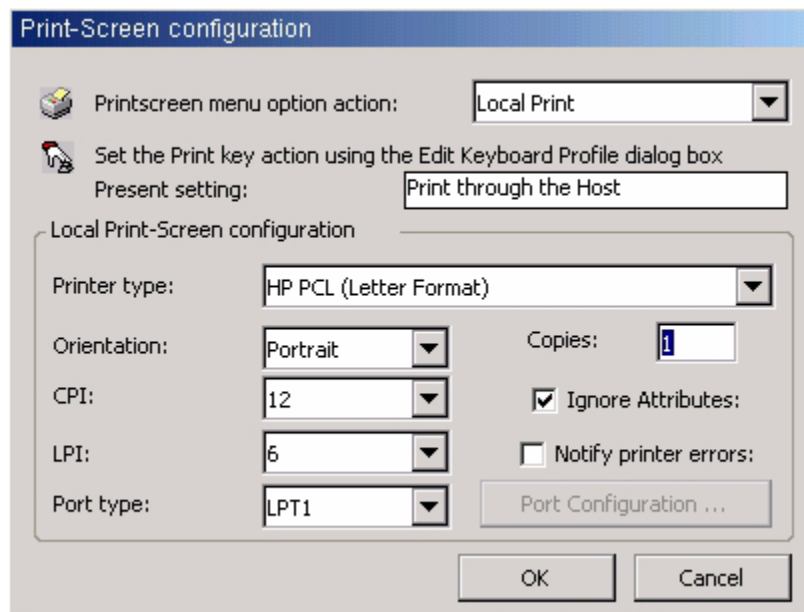 Print-Screen configuration
Printscreen menu option action: Local Print
Set the Print key action using the Edit Keyboard Profile dialog box
Present setting: Print through the Host
Local Print-Screen configuration
Printer type: HP PCL (Letter Format)
Orientation: Portrait Copies: 1
CPI: 12 Ignore Attributes:
LPI: 6 Notify printer errors:
Port type: LPT1 Port Configuration ...
OK Cancel